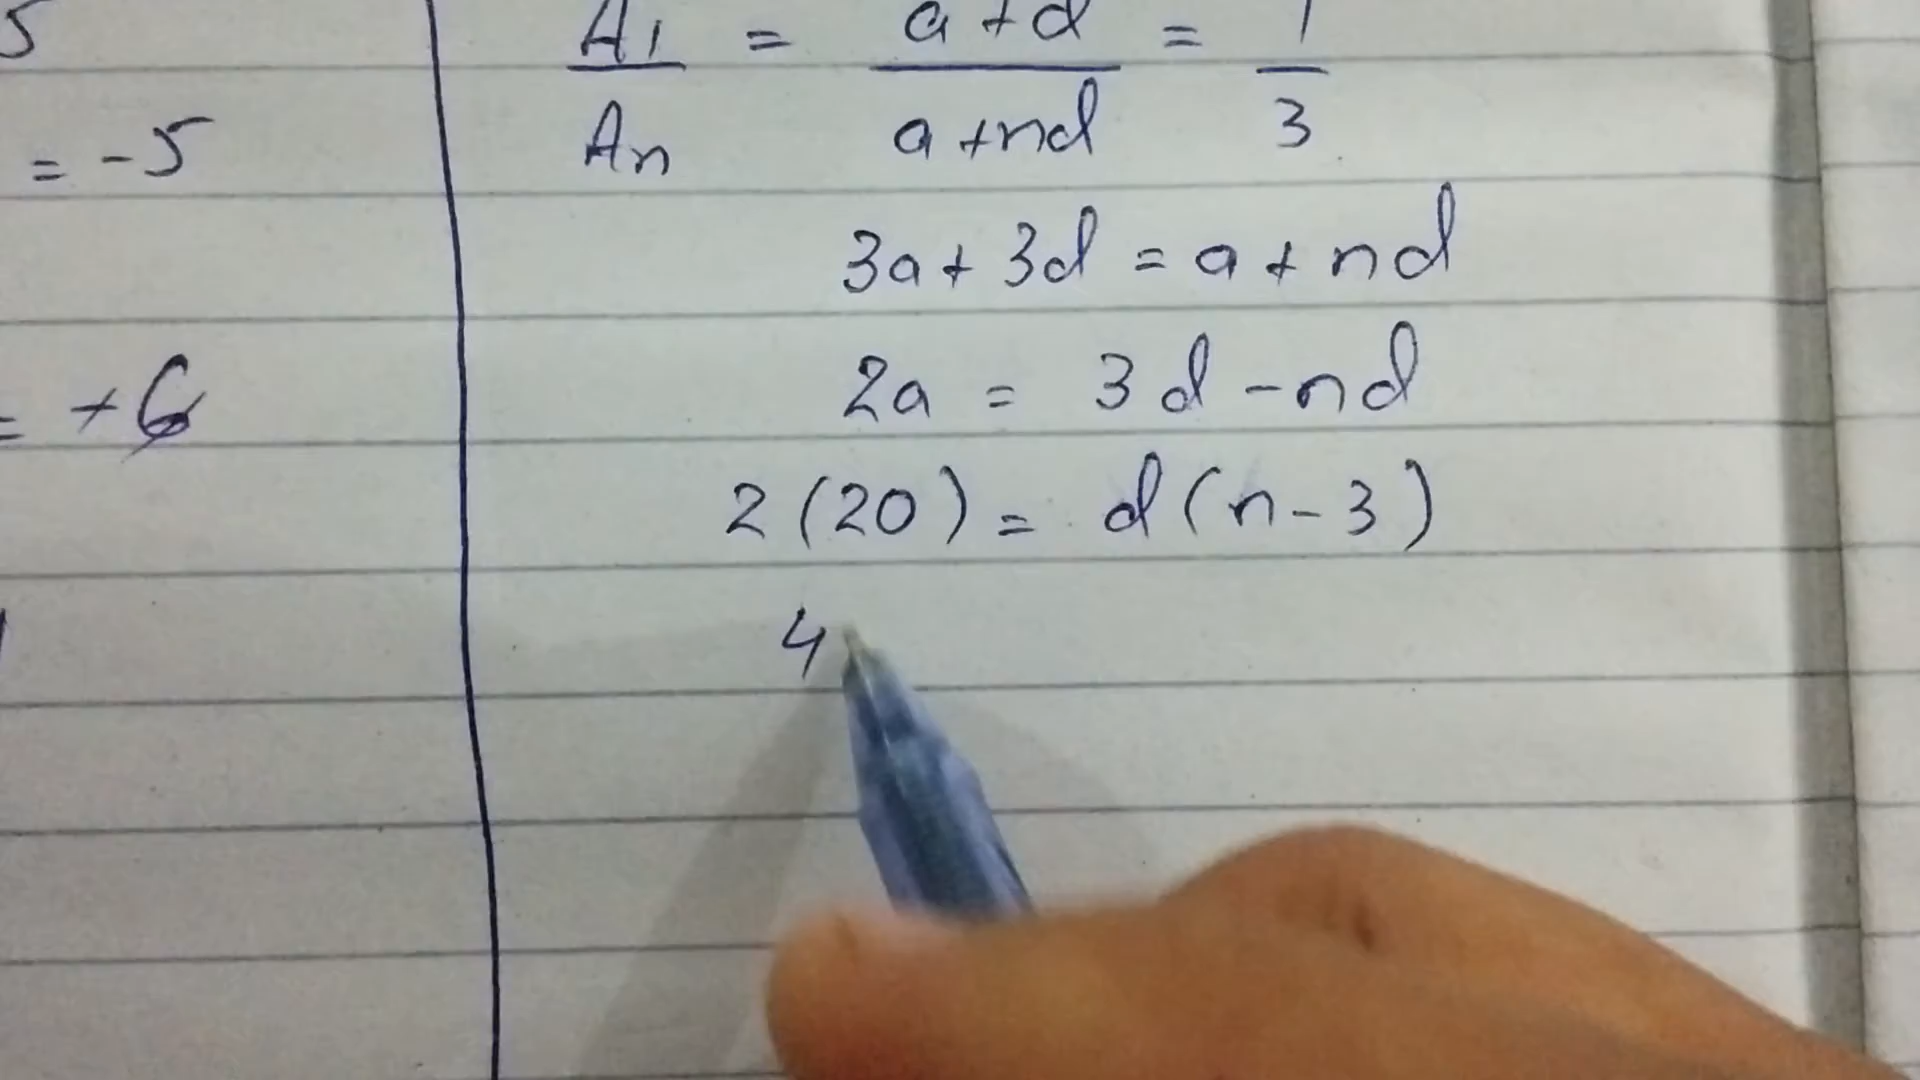 5
= -5
= +6
A1/An = a+d/a+nd = 1/3
3a+3d = a+nd
2a = 3d-nd
2(20) = d(n-3)
4